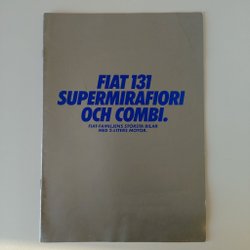 FIAT 131
SUPERMIRAFIORI
OCH COMBI.
FIAT-FAMILJENS STÖRSTA BILAR
MED 2-LITERS MOTOR.